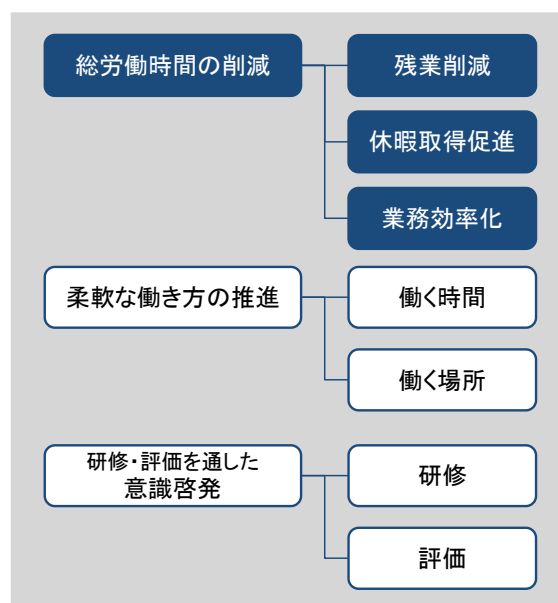 総労働時間の削減
残業削減
休暇取得促進
業務効率化
柔軟な働き方の推進
働く時間
働く場所
研修・評価を通した
意識啓発
研修
評価